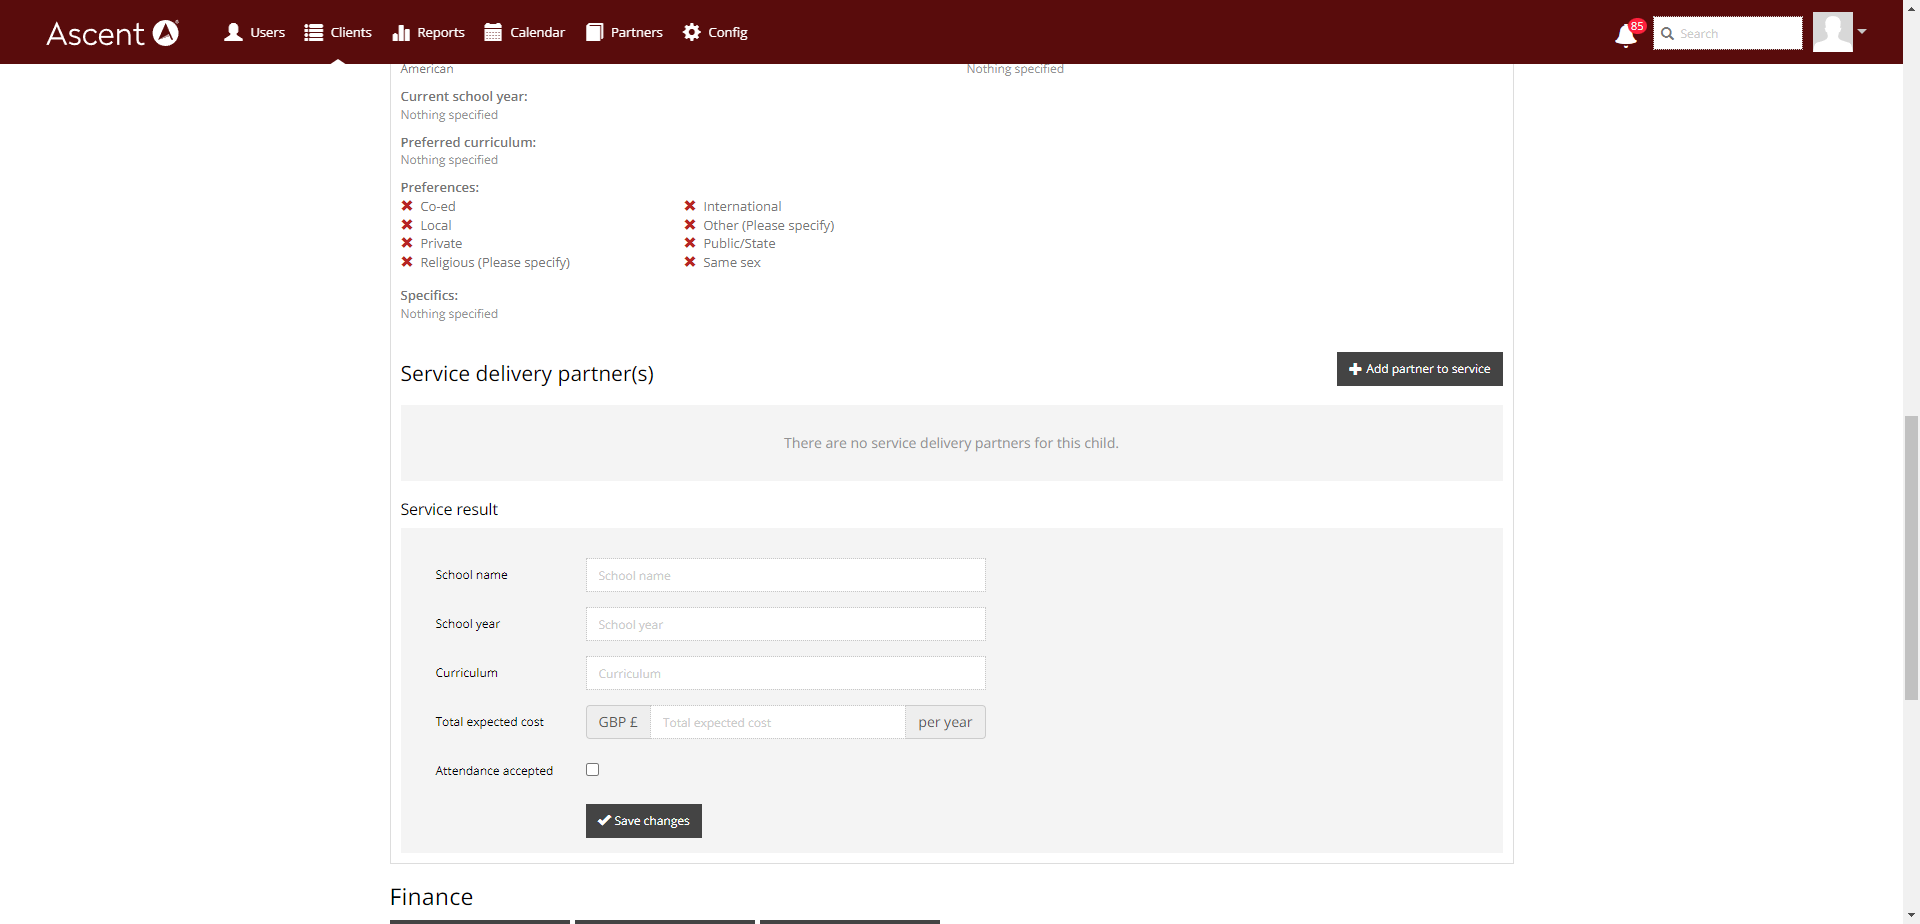 Ascent
Users
Clients
Reports
Calendar
Partners
Config
85
Search
American
Nothing specified
Current school year:
Nothing specified
Preferred curriculum:
Nothing specified
Preferences:
Co-ed
International
Local
Other (Please specify)
Private
Public/State
Religious (Please specify)
Same sex
Specifics:
Nothing specified
Service delivery partner(s)
Add partner to service
There are no service delivery partners for this child.
Service result
School name
School name
School year
School year
Curriculum
Curriculum
Total expected cost
GBP £
Total expected cost
per year
Attendance accepted
Save changes
Finance